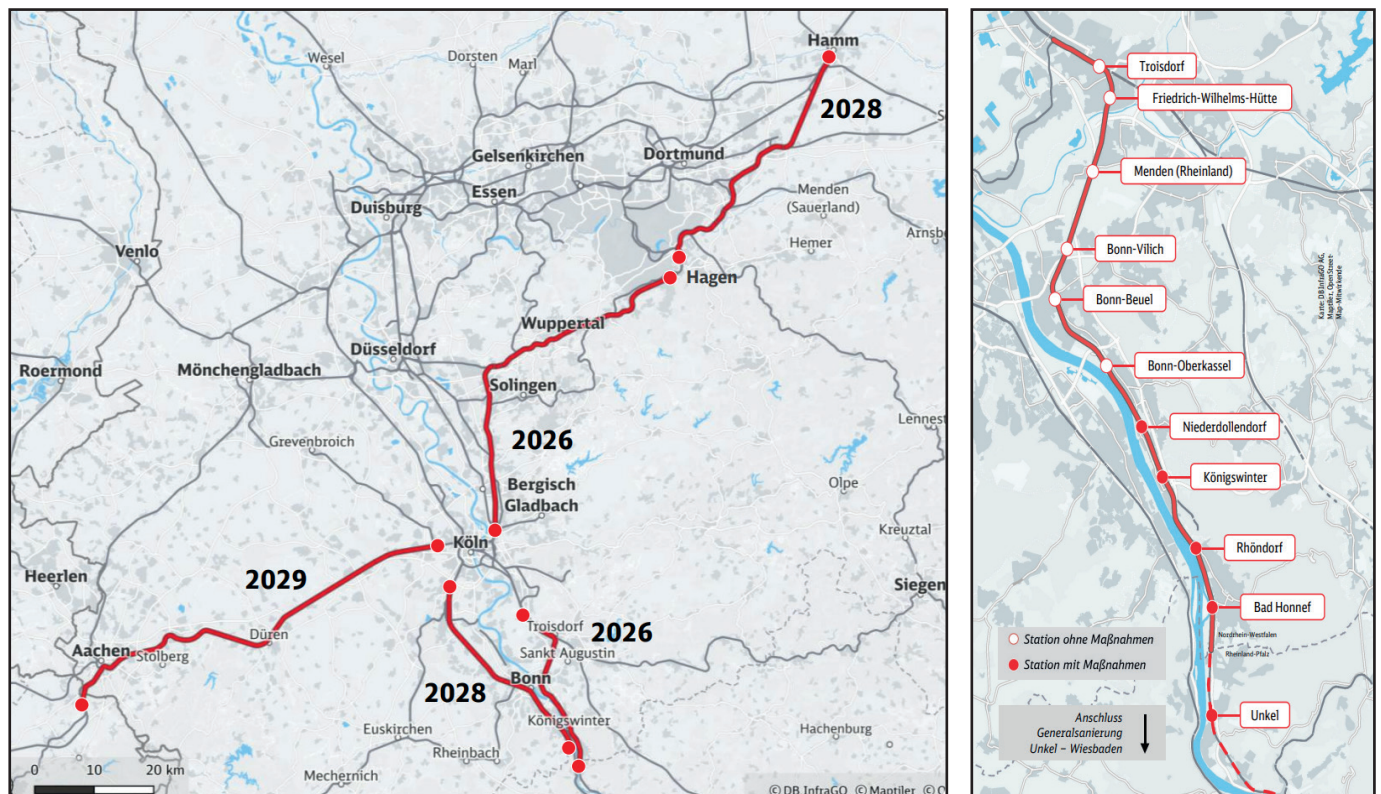 Hamm
Wesel
Dorsten
Marl
2028
Gelsenkirchen
Dortmund
Essen
Menden
(Sauerland)
Duisburg
Hemer
Arnsb
Venlo
Hagen
Wuppertal
Düsseldorf
Roermond
Mönchengladbach
Solingen
Lennest
Grevenbroich
2026
Bergisch
Gladbach
Olpe
Kreuztal
Köln
Heerlen
2029
Siegen
Troisdorf
2026
Düren
Sankt Augustin
Aachen
Stolberg
Bonn
2028
Königswinter
Euskirchen
Hachenburg
Rheinbach
Mechernich
0 10 20 km
© DB InfraGO © Maptiler © O
Troisdorf
Friedrich-Wilhelms-Hütte
Menden (Rheinland)
Bonn-Vilich
Bonn-Beuel
Karte: DB InfraGO AG,
Maptiler, OpenStreet-
Map-Mitwirkende
Bonn-Oberkassel
Niederdollendorf
Königswinter
Rhöndorf
Bad Honnef
Nordrhein-Westfalen
Rheinland-Pfalz
Station ohne Maßnahmen
Station mit Maßnahmen
Unkel
Anschluss
Generalsanierung
Unkel – Wiesbaden